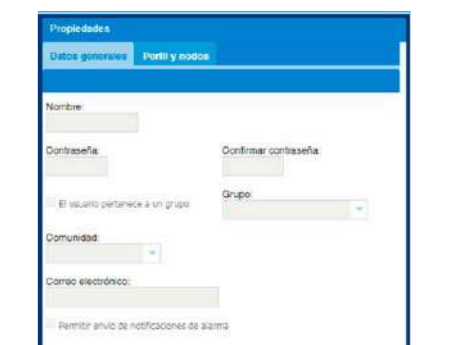 Propiedades
Datos generales Perfil y nodos
Nombre:
Contraseña: Confirmar contraseña:
Grupo:
El usuario pertenece a un grupo
Comunidad:
Correo electrónico:
Permitir envío de notificaciones de alarma